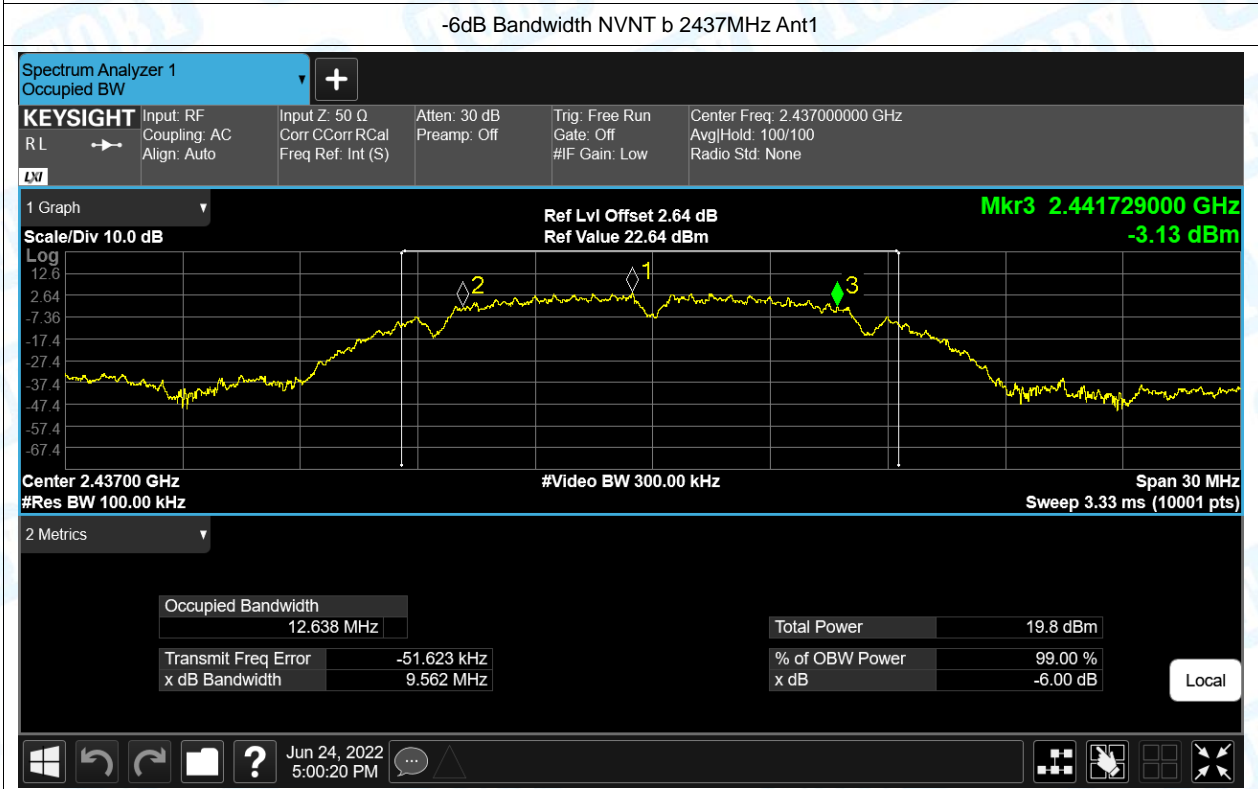 -6dB Bandwidth NVNT b 2437MHz Ant1
Spectrum Analyzer 1
Occupied BW
KEYSIGHT
RL
LXI
Input: RF
Coupling: AC
Align: Auto
Input Z: 50 Ω
Corr CCorr RCal
Freq Ref: Int (S)
Atten: 30 dB
Preamp: Off
Trig: Free Run
Gate: Off
#IF Gain: Low
Center Freq: 2.437000000 GHz
Avg|Hold: 100/100
Radio Std: None
1 Graph
Scale/Div 10.0 dB
Ref Lvl Offset 2.64 dB
Ref Value 22.64 dBm
Mkr3 2.441729000 GHz
-3.13 dBm
Log
12.6
2.64
-7.36
-17.4
-27.4
-37.4
-47.4
-57.4
-67.4
2
1
3
Center 2.43700 GHz
#Res BW 100.00 kHz
#Video BW 300.00 kHz
Span 30 MHz
Sweep 3.33 ms (10001 pts)
2 Metrics
Occupied Bandwidth
12.638 MHz
Transmit Freq Error -51.623 kHz
x dB Bandwidth 9.562 MHz
Total Power 19.8 dBm
% of OBW Power 99.00 %
x dB -6.00 dB
Local
Jun 24, 2022
5:00:20 PM